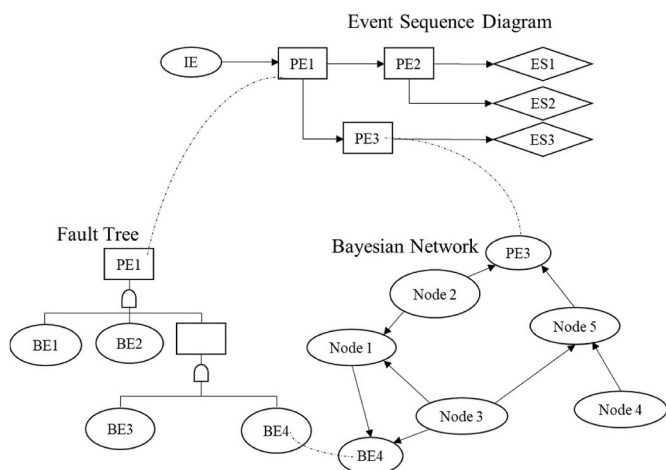 Event Sequence Diagram
IE
PE1
PE2
ES1
ES2
PE3
ES3
Fault Tree
PE1
BE1
BE2
BE3
BE4
Bayesian Network
PE3
Node 2
Node 1
Node 5
Node 3
Node 4
BE4